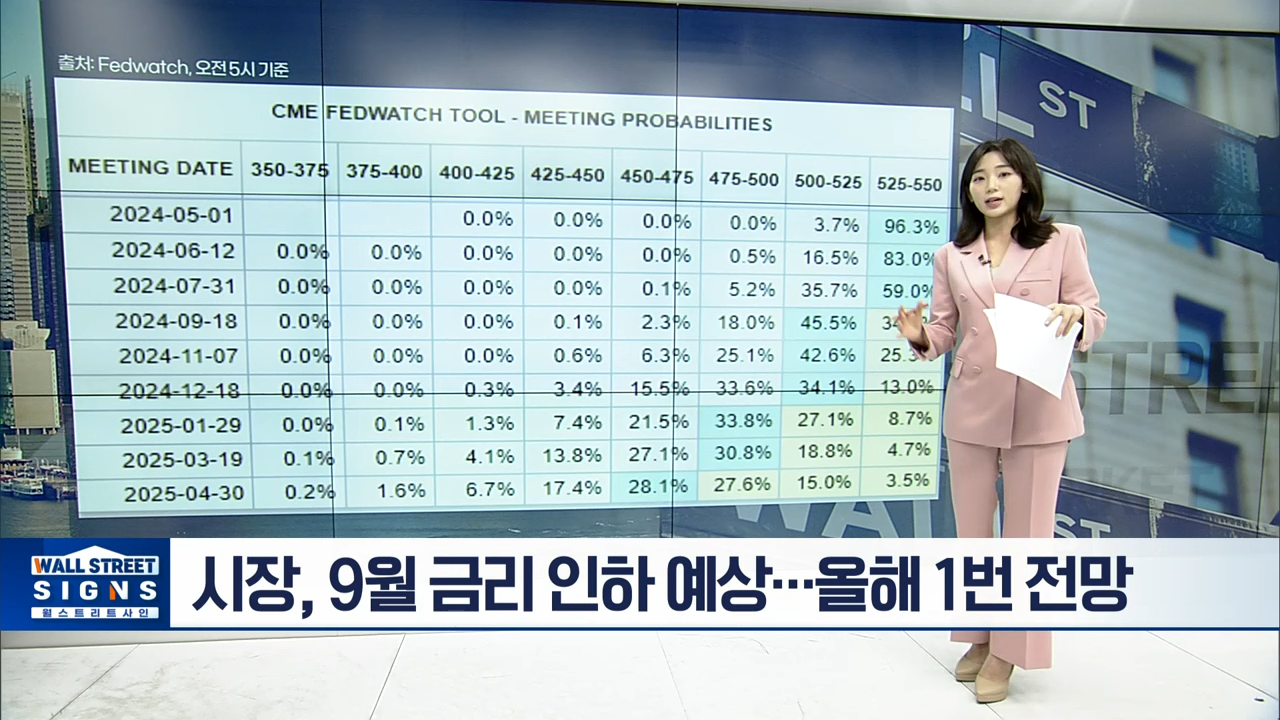 출처: Fedwatch, 오전 5시 기준
CME FEDWATCH TOOL - MEETING PROBABILITIES
MEETING DATE 350-375 375-400 400-425 425-450 450-475 475-500 500-525 525-550
2024-05-01 0.0% 0.0% 0.0% 0.0% 3.7% 96.3%
2024-06-12 0.0% 0.0% 0.0% 0.0% 0.0% 0.5% 16.5% 83.0%
2024-07-31 0.0% 0.0% 0.0% 0.0% 0.1% 5.2% 35.7% 59.0%
2024-09-18 0.0% 0.0% 0.0% 0.1% 2.3% 18.0% 45.5%
2024-11-07 0.0% 0.0% 0.0% 0.6% 6.3% 25.1% 42.6%
2024-12-18 0.0% 0.0% 0.3% 3.4% 15.5% 33.6% 34.1% 13.0%
2025-01-29 0.0% 0.1% 1.3% 7.4% 21.5% 33.8% 27.1% 8.7%
2025-03-19 0.1% 0.7% 4.1% 13.8% 27.1% 30.8% 18.8% 4.7%
2025-04-30 0.2% 1.6% 6.7% 17.4% 28.1% 27.6% 15.0% 3.5%
ST
ST
WALL STREET
SIGNS
월스트리트사인
시장, 9월 금리 인하 예상…올해 1번 전망